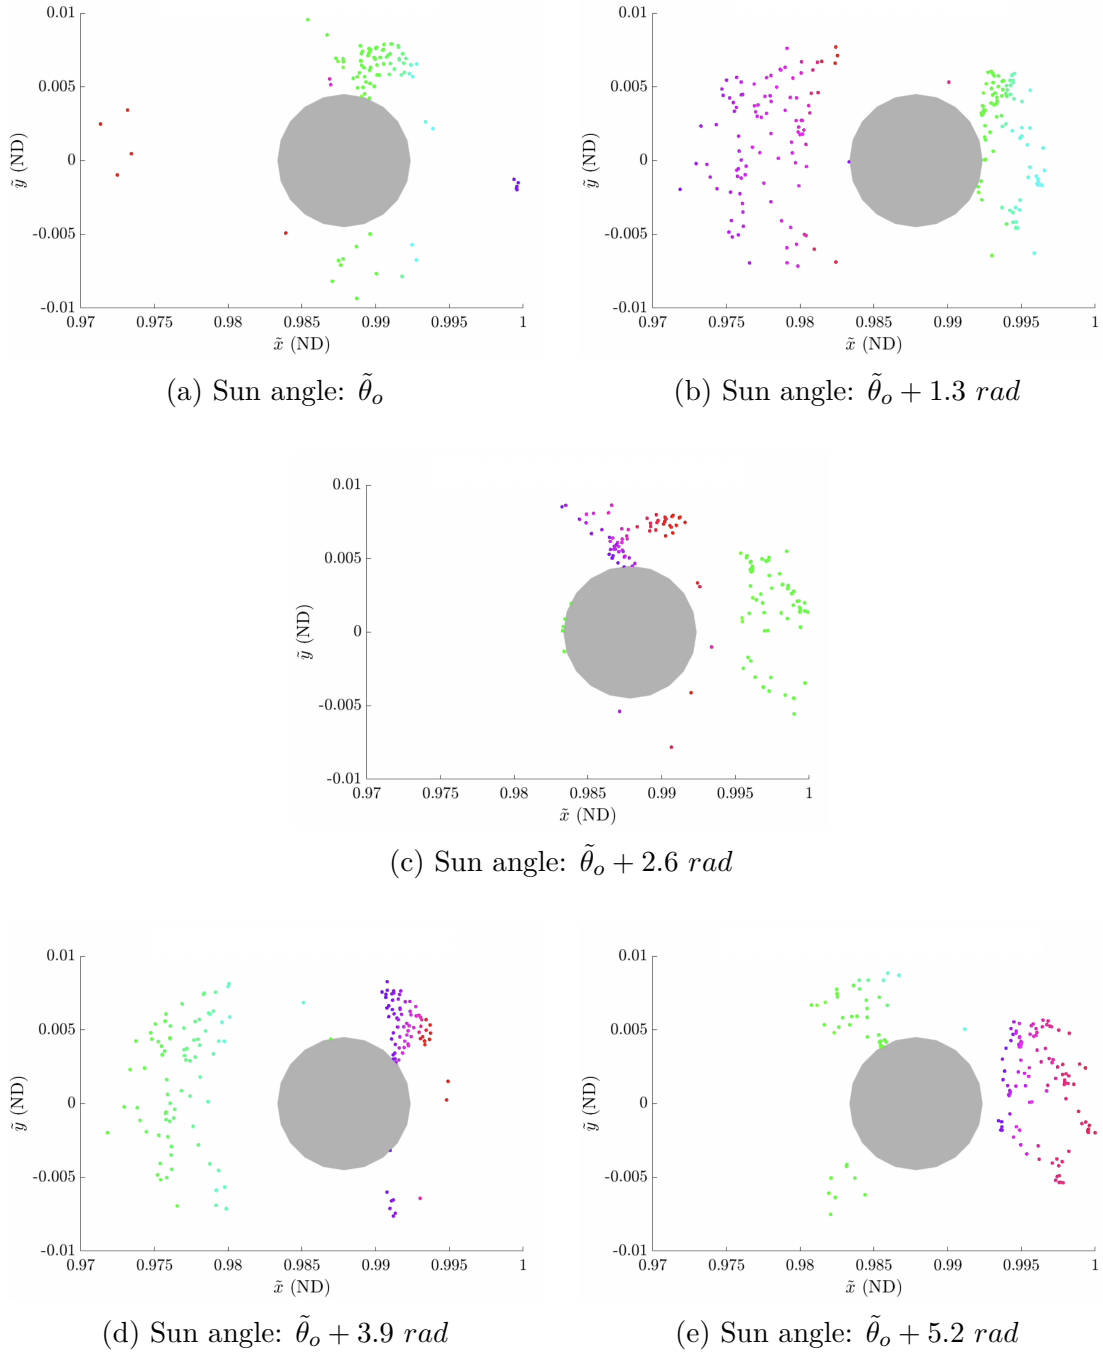 0.01
0.005
0
-0.005
-0.01
0.97 0.975 0.98 0.985 0.99 0.995 1
x̃ (ND)
ỹ (ND)
(a) Sun angle: θ̃ₒ
0.01
0.005
0
-0.005
-0.01
0.97 0.975 0.98 0.985 0.99 0.995 1
x̃ (ND)
ỹ (ND)
(b) Sun angle: θ̃ₒ + 1.3 rad
0.01
0.005
0
-0.005
-0.01
0.97 0.975 0.98 0.985 0.99 0.995 1
x̃ (ND)
ỹ (ND)
(c) Sun angle: θ̃ₒ + 2.6 rad
0.01
0.005
0
-0.005
-0.01
0.97 0.975 0.98 0.985 0.99 0.995 1
x̃ (ND)
ỹ (ND)
(d) Sun angle: θ̃ₒ + 3.9 rad
0.01
0.005
0
-0.005
-0.01
0.97 0.975 0.98 0.985 0.99 0.995 1
x̃ (ND)
ỹ (ND)
(e) Sun angle: θ̃ₒ + 5.2 rad